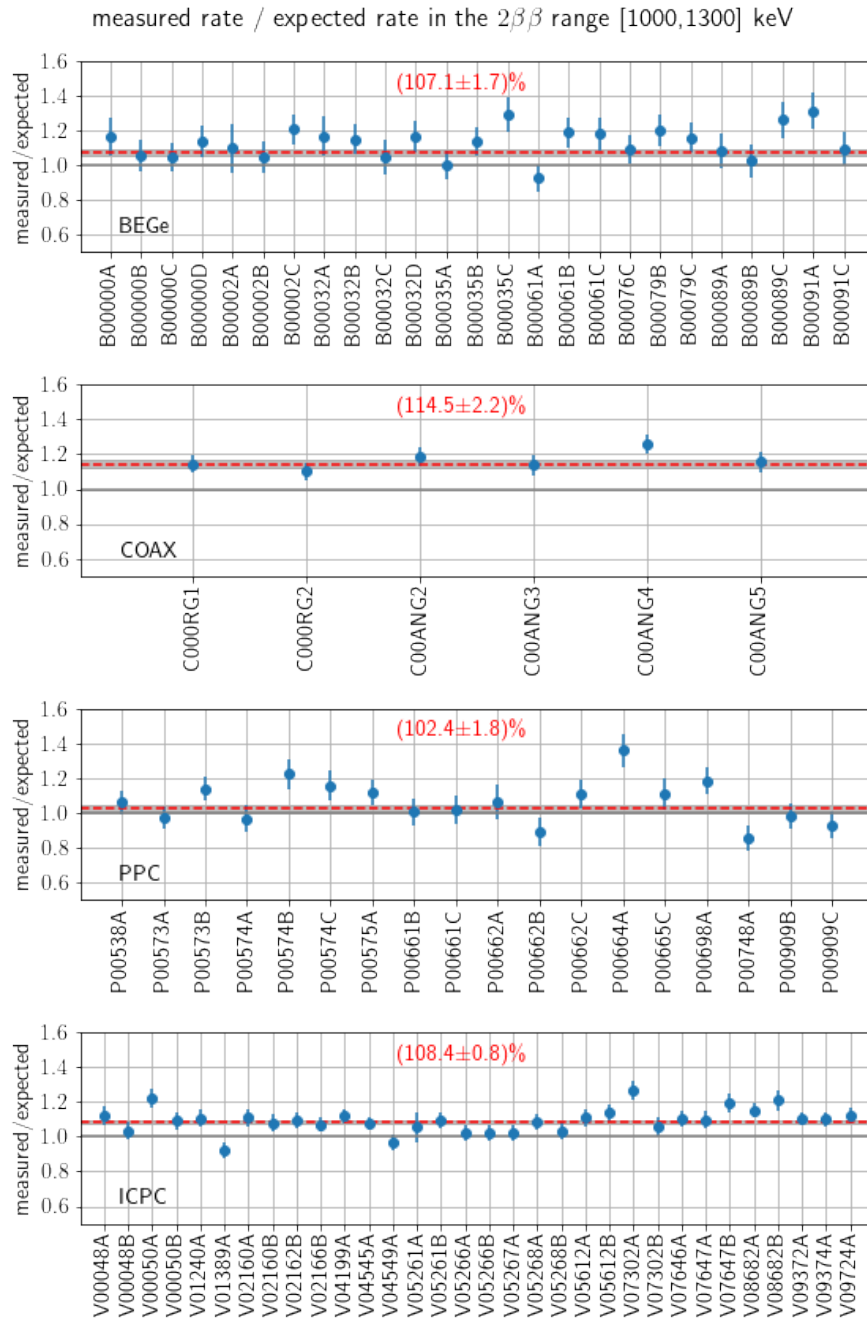 measured rate / expected rate in the 2ββ range [1000,1300] keV
measured/expected
1.6
1.4
1.2
1.0
0.8
0.6
(107.1±1.7)%
BEGe
B00000A
B00000B
B00000C
B00000D
B00002A
B00002B
B00002C
B00032A
B00032B
B00032C
B00032D
B00035A
B00035B
B00035C
B00061A
B00061B
B00061C
B00076C
B00079B
B00079C
B00089A
B00089B
B00089C
B00091A
B00091C
measured/expected
1.6
1.4
1.2
1.0
0.8
0.6
(114.5±2.2)%
COAX
C000RG1
C000RG2
C00ANG2
C00ANG3
C00ANG4
C00ANG5
measured/expected
1.6
1.4
1.2
1.0
0.8
0.6
(102.4±1.8)%
PPC
P00538A
P00573A
P00573B
P00574A
P00574B
P00574C
P00575A
P00661B
P00661C
P00662A
P00662B
P00662C
P00664A
P00665C
P00698A
P00748A
P00909B
P00909C
measured/expected
1.6
1.4
1.2
1.0
0.8
0.6
(108.4±0.8)%
ICPC
V00048A
V00048B
V00050A
V00050B
V01240A
V01389A
V02160A
V02160B
V02162B
V02166B
V04199A
V04545A
V04549A
V05261A
V05261B
V05266A
V05266B
V05267A
V05268A
V05268B
V05612A
V05612B
V07302A
V07302B
V07646A
V07647A
V07647B
V08682A
V08682B
V09372A
V09374A
V09724A